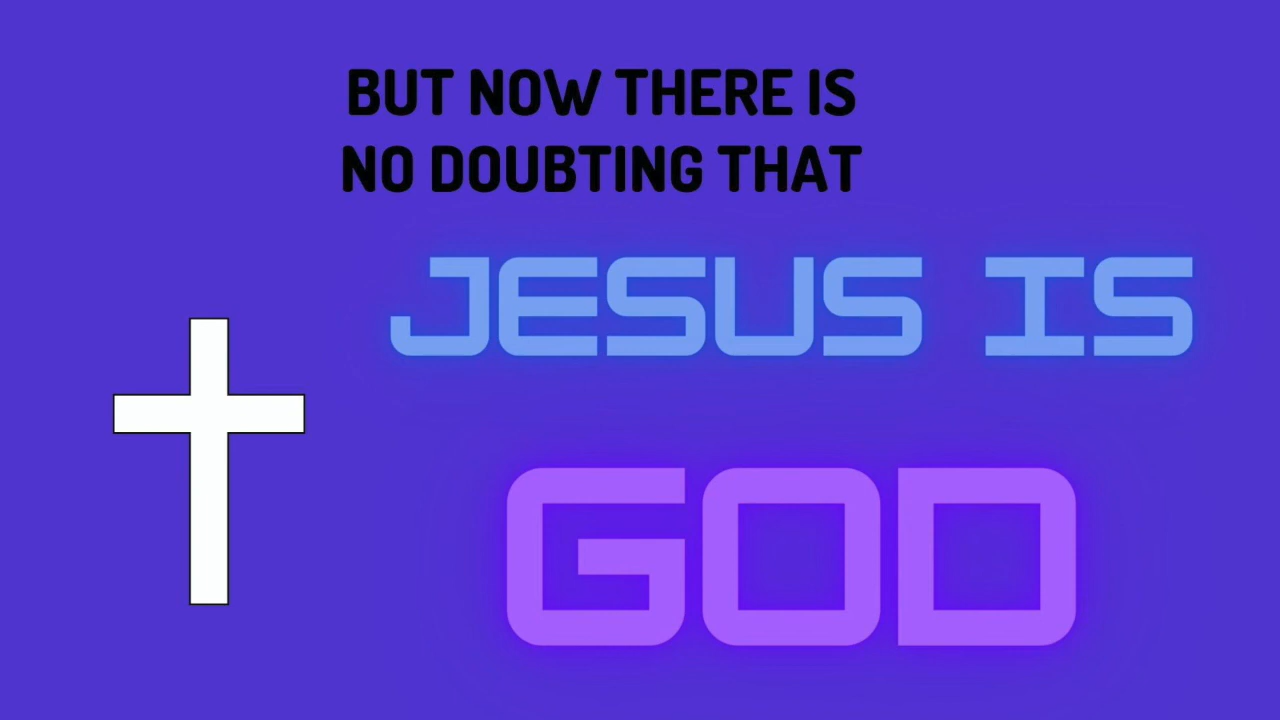 BUT NOW THERE IS
NO DOUBTING THAT
JESUS IS
GOD